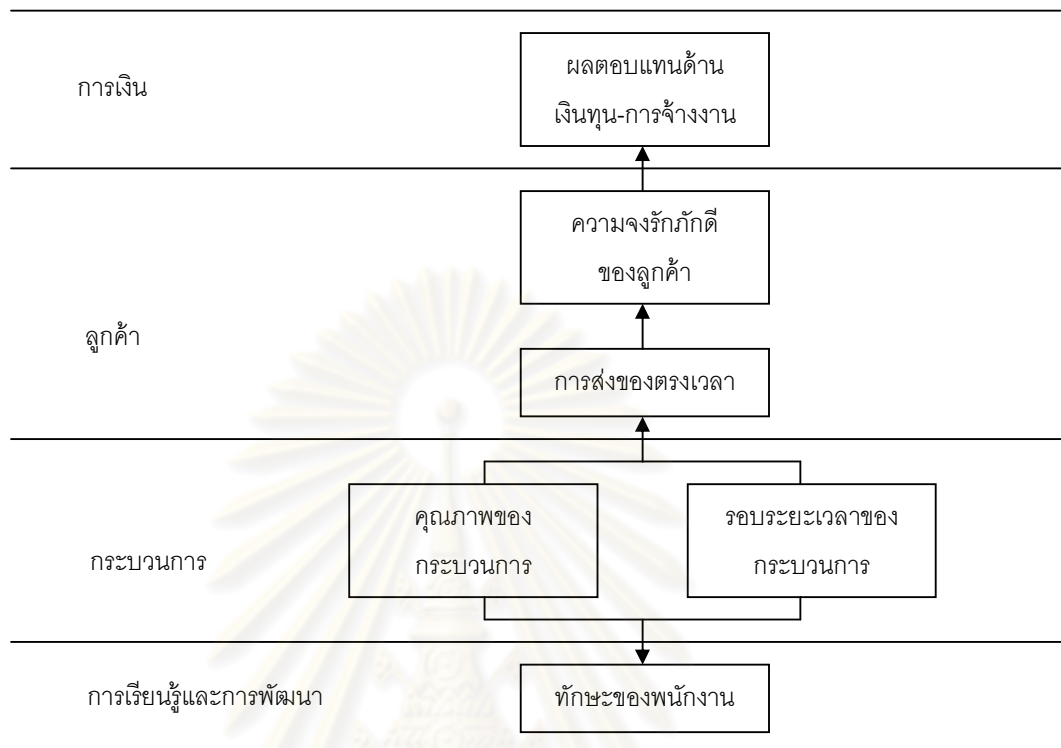 การเงิน
ผลตอบแทนด้าน
เงินทุน-การจ้างงาน
ลูกค้า
ความจงรักภักดี
ของลูกค้า
การส่งของตรงเวลา
กระบวนการ
คุณภาพของ
กระบวนการ
รอบระยะเวลาของ
กระบวนการ
การเรียนรู้และการพัฒนา
ทักษะของพนักงาน